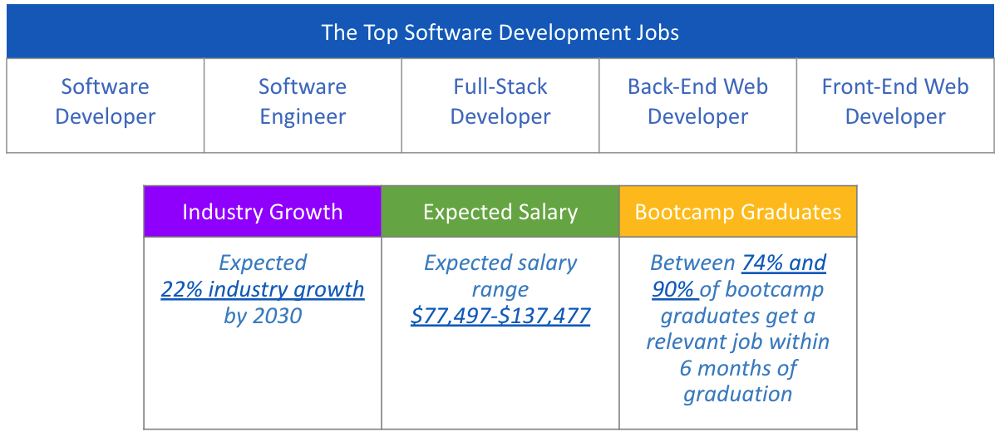 The Top Software Development Jobs
Software
Developer
Software
Engineer
Full-Stack
Developer
Back-End Web
Developer
Front-End Web
Developer
Industry Growth
Expected
22% industry growth
by 2030
Expected Salary
Expected salary
range
$77,497-$137,477
Bootcamp Graduates
Between 74% and
90% of bootcamp
graduates get a
relevant job within
6 months of
graduation